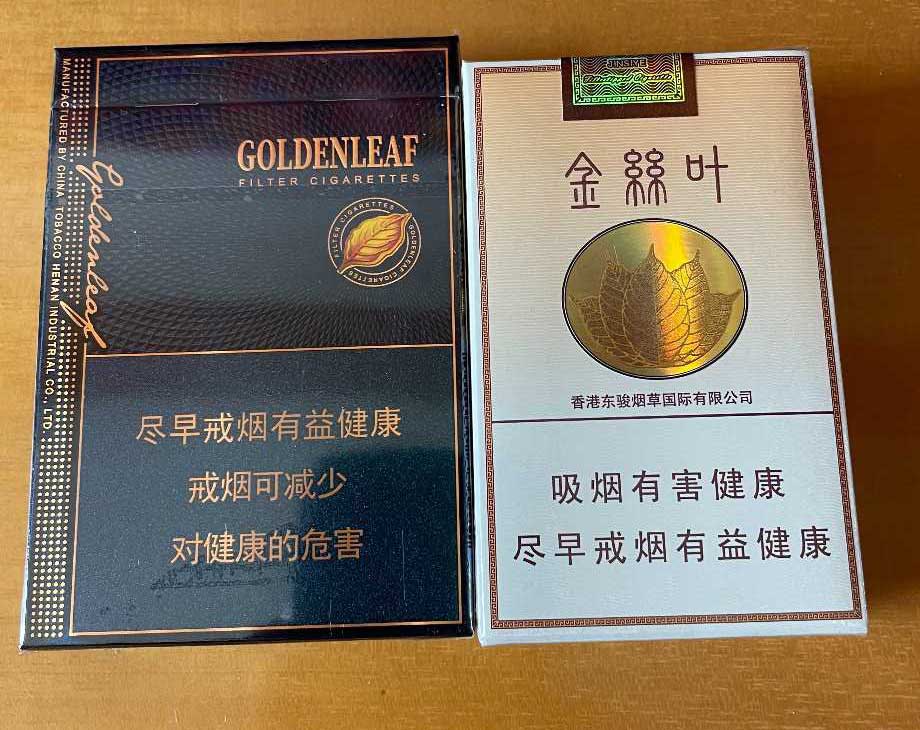 GOLDENLEAF
FILTER CIGARETTES
FILTER CIGARETTES
GOLDENLEAF CIGARETTES
Goldenleaf
MANUFACTURED BY CHINA TOBACCO HENAN INDUSTRIAL CO., LTD.
尽早戒烟有益健康
戒烟可减少
对健康的危害
JINSIYE
金絲叶
香港东骏烟草国际有限公司
吸烟有害健康
尽早戒烟有益健康